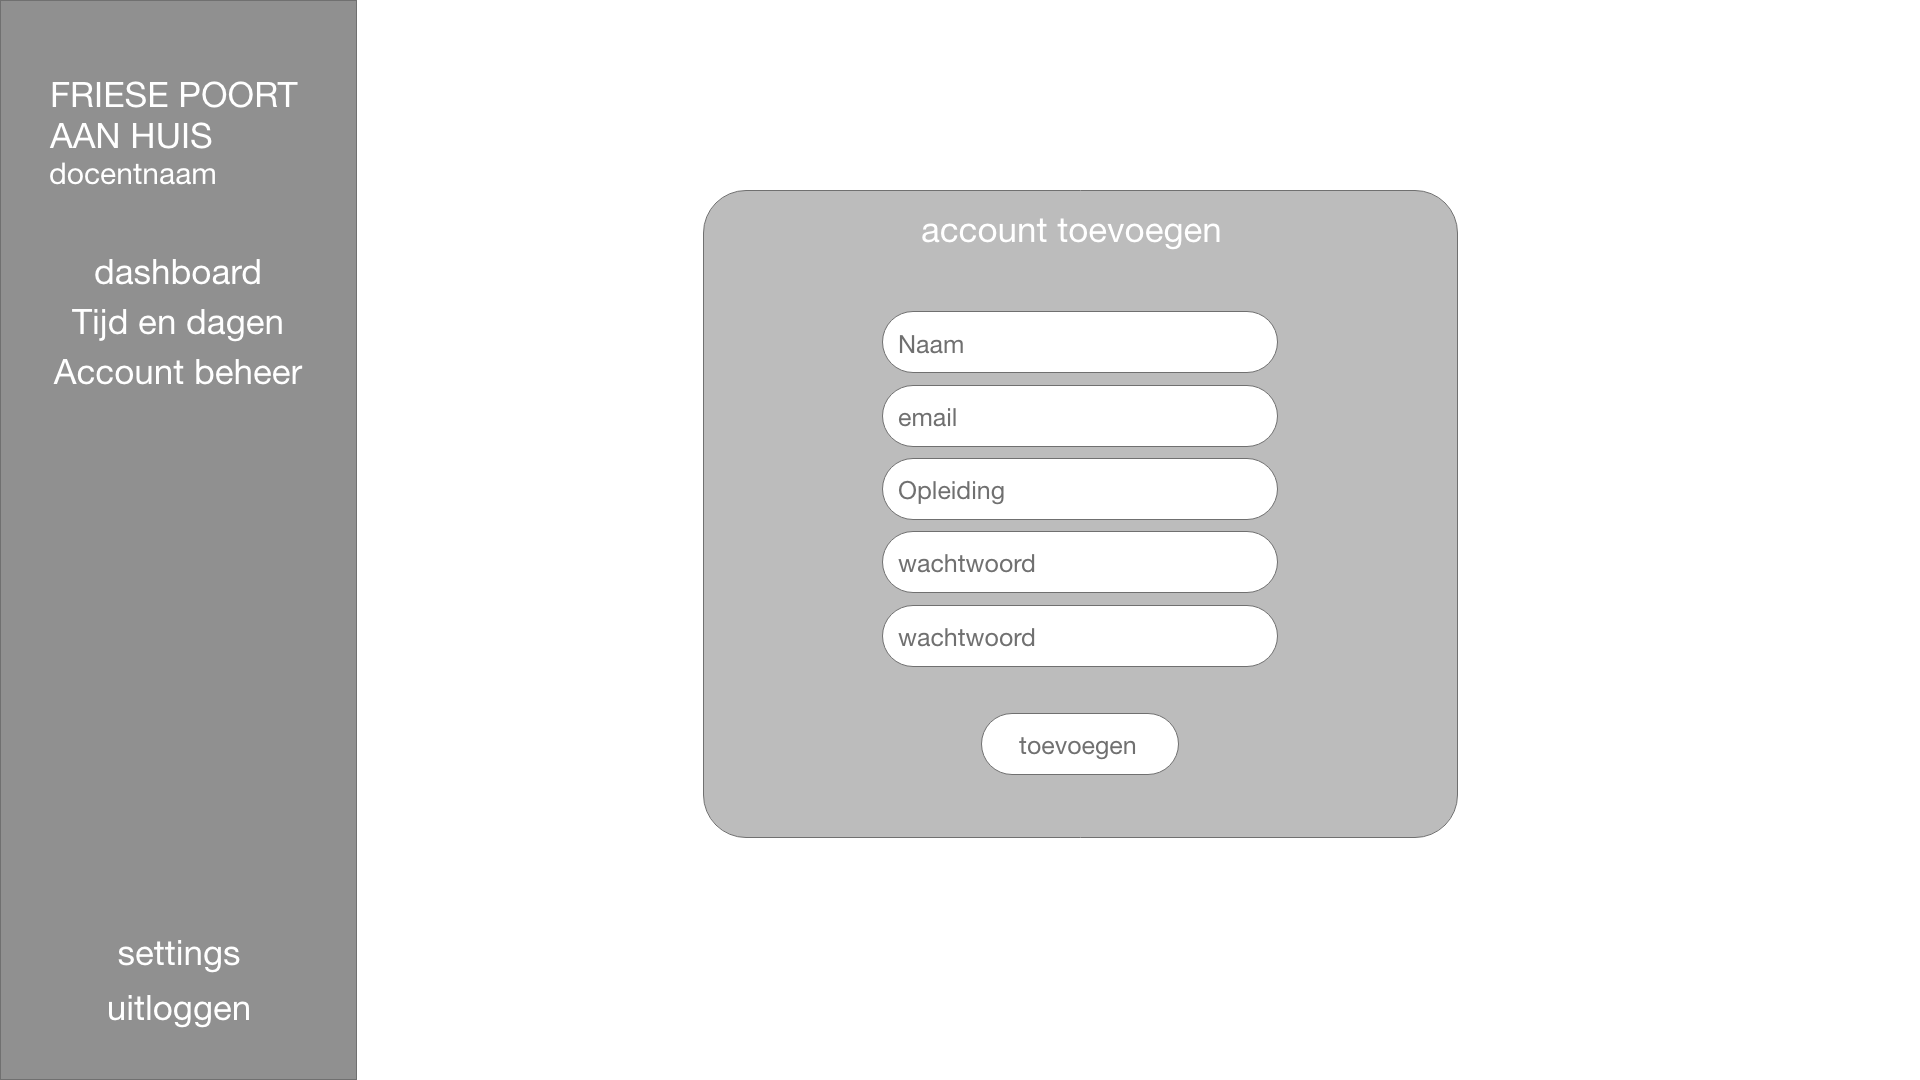 FRIESE POORT
AAN HUIS
docentnaam
dashboard
Tijd en dagen
Account beheer
settings
uitloggen
account toevoegen
Naam
email
Opleiding
wachtwoord
wachtwoord
toevoegen